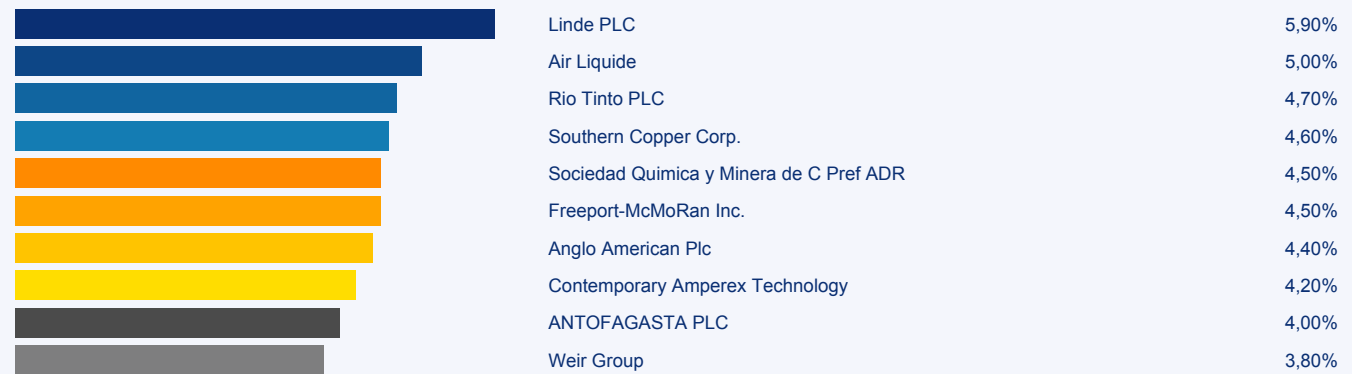 Linde PLC 5,90%
Air Liquide 5,00%
Rio Tinto PLC 4,70%
Southern Copper Corp. 4,60%
Sociedad Quimica y Minera de C Pref ADR 4,50%
Freeport-McMoRan Inc. 4,50%
Anglo American Plc 4,40%
Contemporary Amperex Technology 4,20%
ANTOFAGASTA PLC 4,00%
Weir Group 3,80%